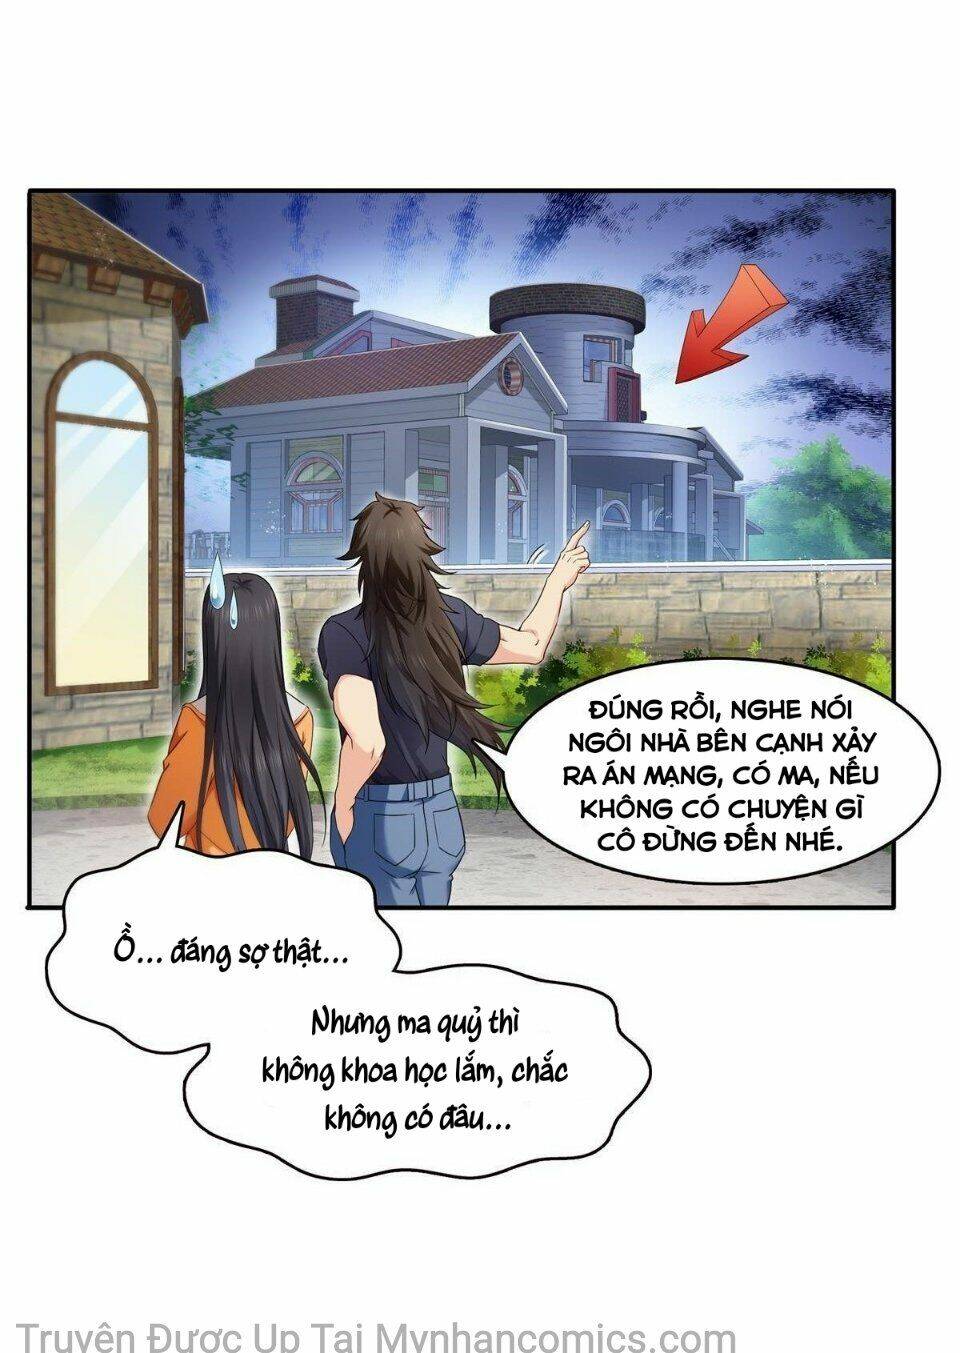 ĐÚNG RỒI, NGHE NÓI
NGÔI NHÀ BÊN CẠNH XẢY
RA ÁN MẠNG, CÓ MA, NẾU
KHÔNG CÓ CHUYỆN GÌ
CÔ ĐỪNG ĐẾN NHÉ.
Ồ... đáng sợ thật...
Nhưng ma quỷ thì
không khoa học lắm, chắc
không có đâu...
Truyện Được Up Tại Mynhancomics.com